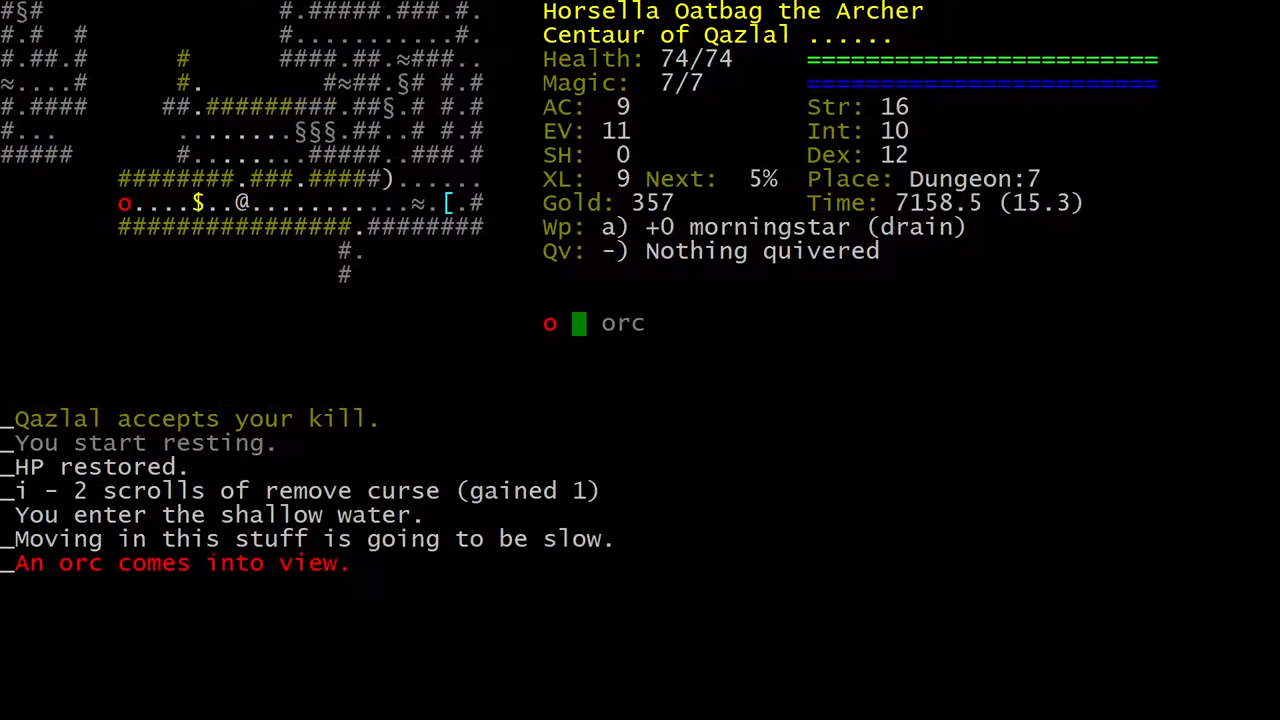 #§#                #.#####.###.#.
#.#  #             #...........#.
#.##.#      #      ####.##.≈###..
≈....#      #.        #≈##.§# #.#
#.####     ##.#########.##§.# #.#
#...        ........§§§.##..# #.#
#####       #........#####..###.#
        ########.###.#####)......
        o....$..@...........≈.[.#
        ################.########
                       #.
                       #
Horsella Oatbag the Archer
Centaur of Qazlal ......
Health: 74/74 ========================
Magic: 7/7 ========================
AC: 9 Str: 16
EV: 11 Int: 10
SH: 0 Dex: 12
XL: 9 Next: 5% Place: Dungeon:7
Gold: 357 Time: 7158.5 (15.3)
Wp: a) +0 morningstar (drain)
Qv: -) Nothing quivered
o orc
_Qazlal accepts your kill.
_You start resting.
_HP restored.
_i - 2 scrolls of remove curse (gained 1)
You enter the shallow water.
_Moving in this stuff is going to be slow.
_An orc comes into view.